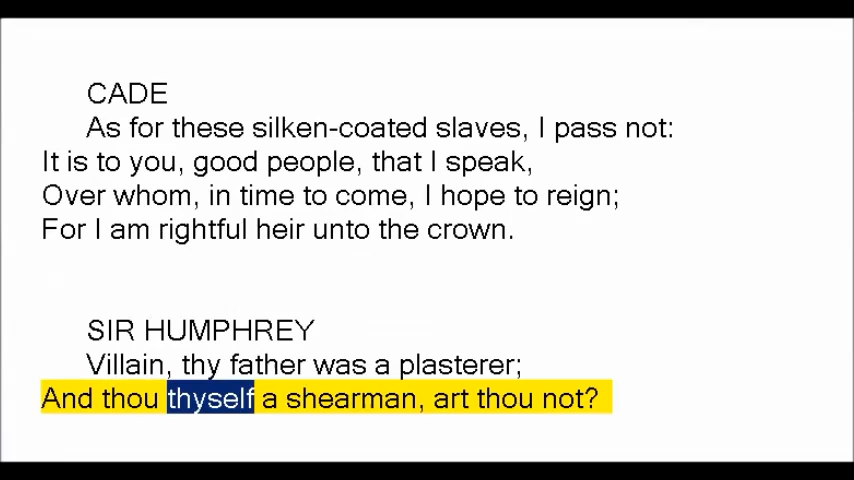 CADE
As for these silken-coated slaves, I pass not:
It is to you, good people, that I speak,
Over whom, in time to come, I hope to reign;
For I am rightful heir unto the crown.
SIR HUMPHREY
Villain, thy father was a plasterer;
And thou thyself a shearman, art thou not?